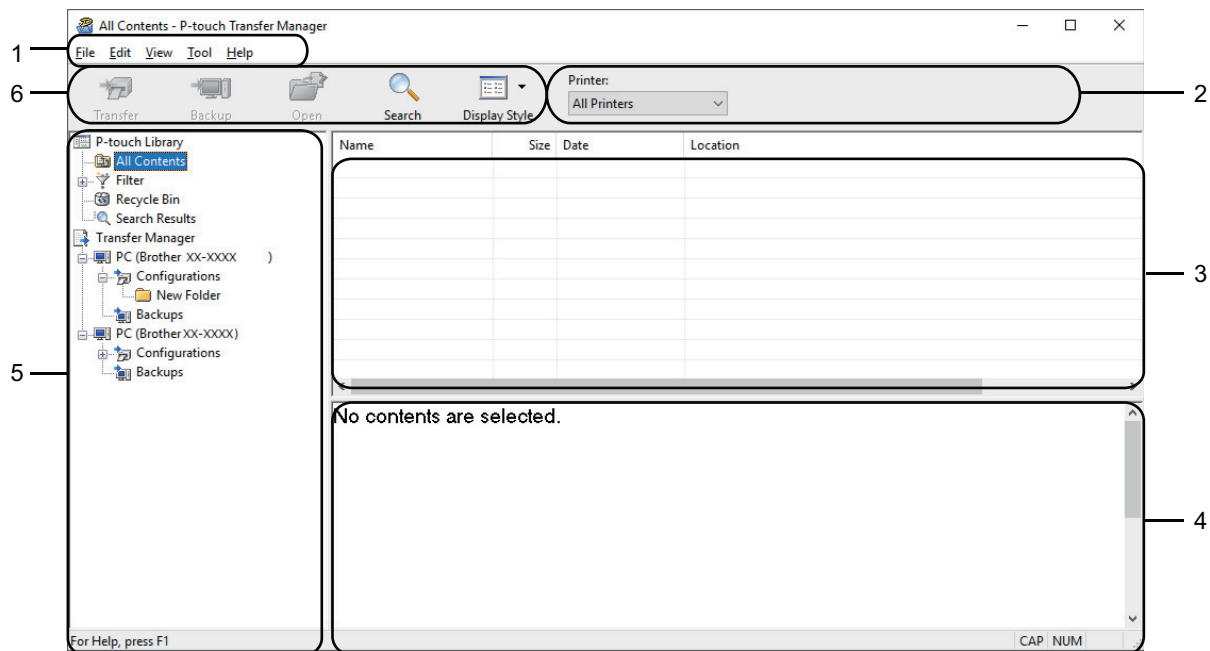 All Contents - P-touch Transfer Manager
1
File Edit View Tool Help
6
Transfer Backup Open Search Display Style
Printer:
All Printers
2
P-touch Library
All Contents
Filter
Recycle Bin
Search Results
Transfer Manager
PC (Brother XX-XXXX )
Configurations
New Folder
Backups
PC (Brother XX-XXXX)
Configurations
Backups
5
Name Size Date Location
3
No contents are selected.
4
For Help, press F1
CAP NUM